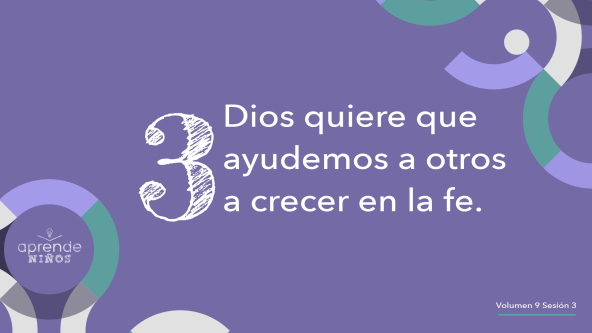 3
Dios quiere que
ayudemos a otros
a crecer en la fe.
aprende
NIÑOS
Volumen 9 Sesión 3